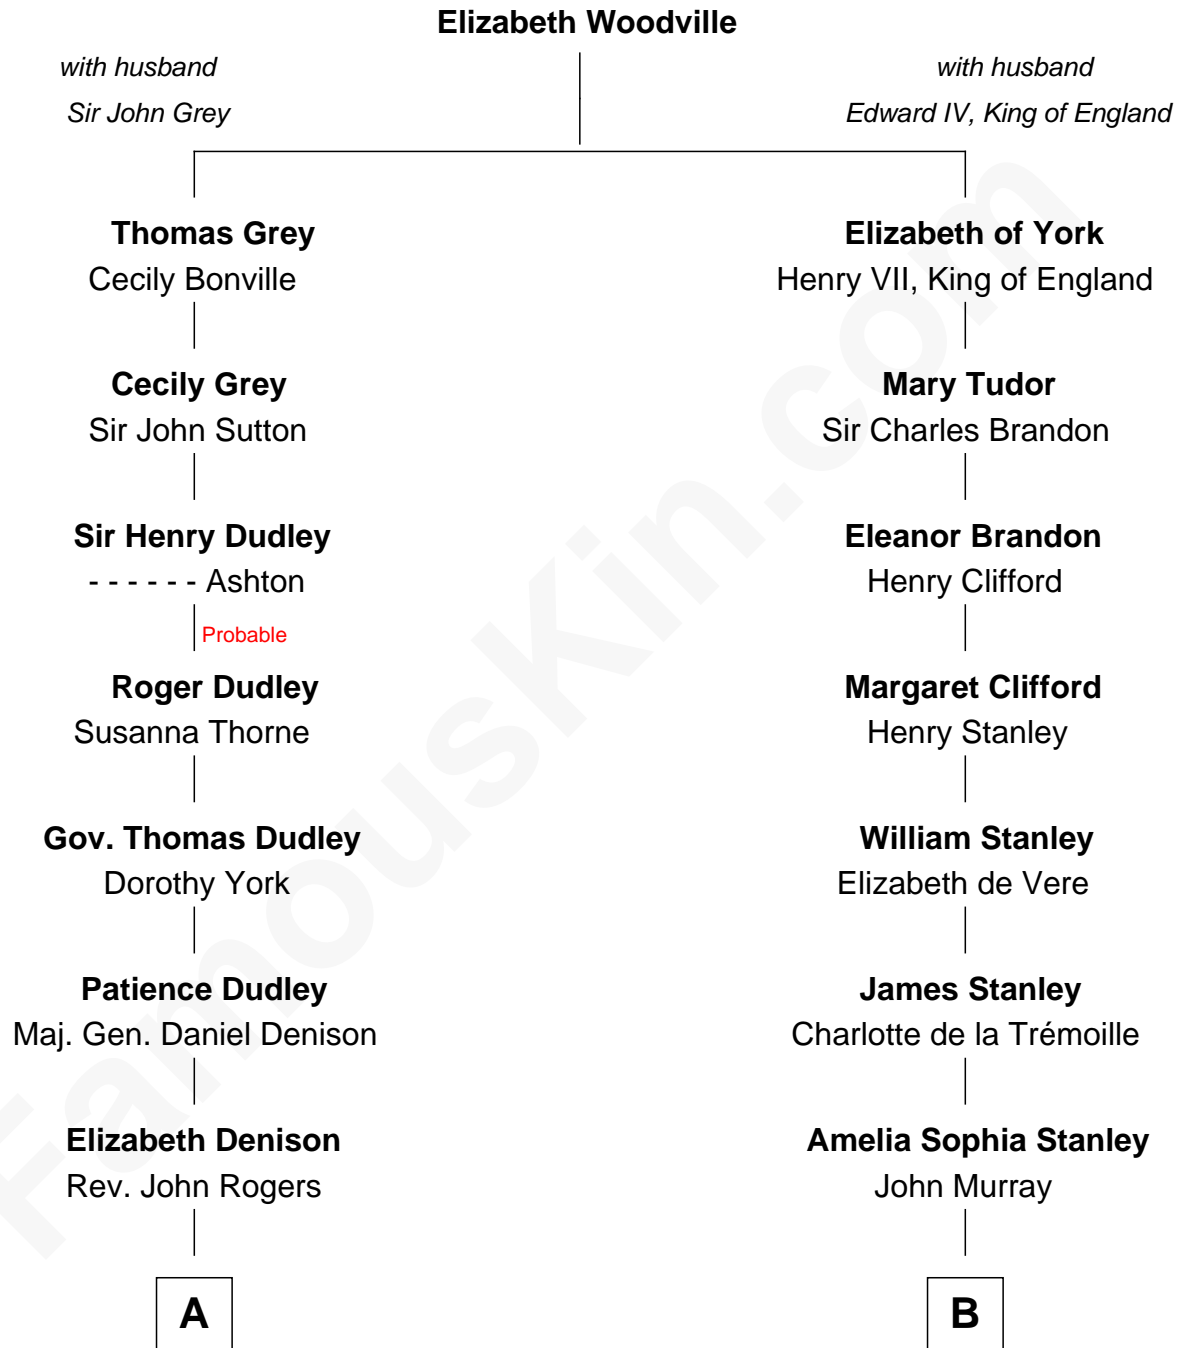 Elizabeth Woodville
with husband
Sir John Grey
with husband
Edward IV, King of England
Thomas Grey
Cecily Bonville
Elizabeth of York
Henry VII, King of England
Cecily Grey
Sir John Sutton
Mary Tudor
Sir Charles Brandon
Sir Henry Dudley
- - - - - - Ashton
Probable
Eleanor Brandon
Henry Clifford
Roger Dudley
Susanna Thorne
Margaret Clifford
Henry Stanley
Gov. Thomas Dudley
Dorothy York
William Stanley
Elizabeth de Vere
Patience Dudley
Maj. Gen. Daniel Denison
James Stanley
Charlotte de la Trémoille
Elizabeth Denison
Rev. John Rogers
Amelia Sophia Stanley
John Murray
A
B
FamousKin.com